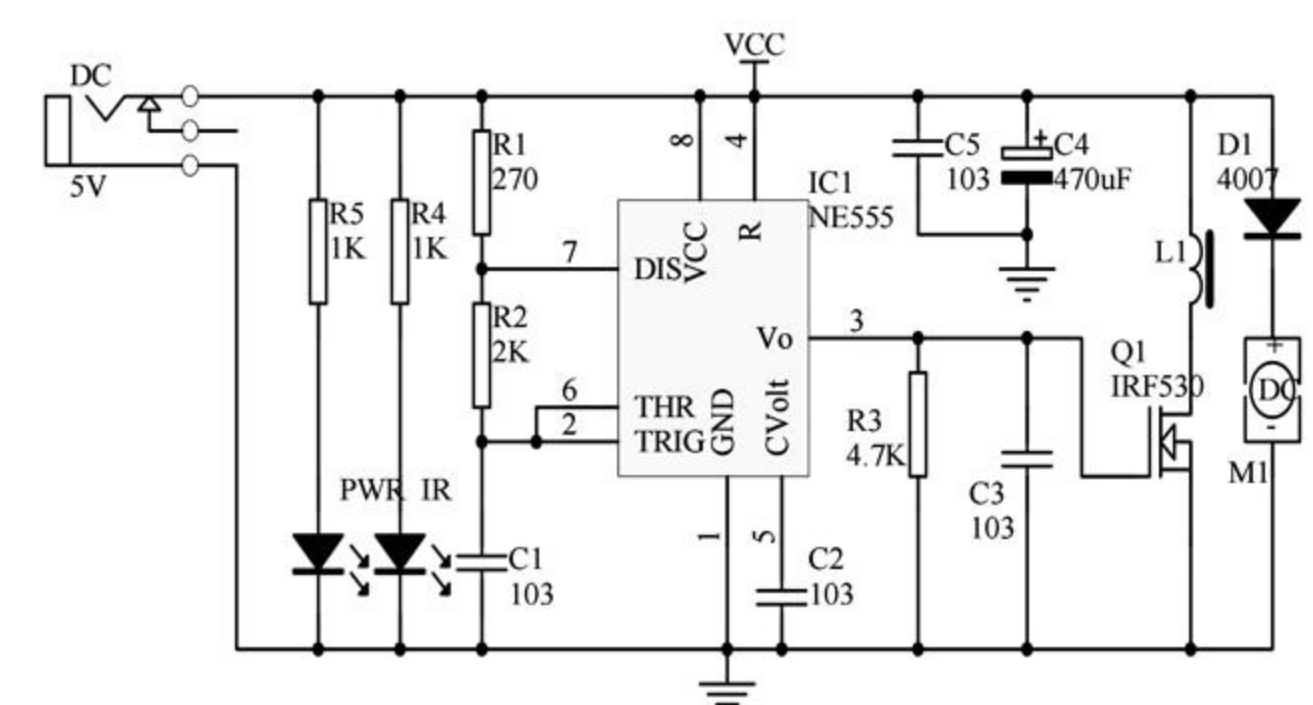 VCC
DC
5V
R5
1K
R4
1K
R1
270
R2
2K
7
6
2
8
4
IC1
NE555
DIS
VCC
R
Vo
THR
TRIG
GND
CVolt
3
1
5
C5
103
+
C4
470uF
D1
4007
L1
Q1
IRF530
+
DC
-
M1
R3
4.7K
C3
103
PWR IR
C1
103
C2
103